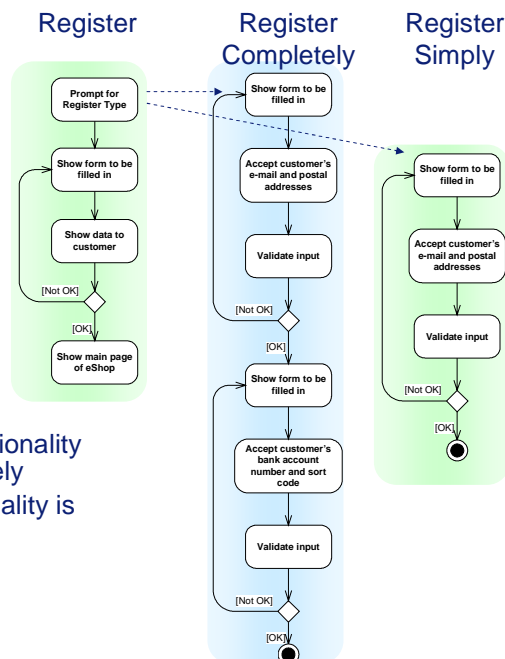 Register
Prompt for
Register Type
Show form to be
filled in
Show data to
customer
[Not OK]
[OK]
Show main page
of eShop
Register
Completely
Show form to be
filled in
Accept customer's
e-mail and postal
addresses
Validate input
[Not OK]
[OK]
Show form to be
filled in
Accept customer's
bank account
number and sort
code
Validate input
[Not OK]
[OK]
Register
Simply
Show form to be
filled in
Accept customer's
e-mail and postal
addresses
Validate input
[Not OK]
[OK]
ality is